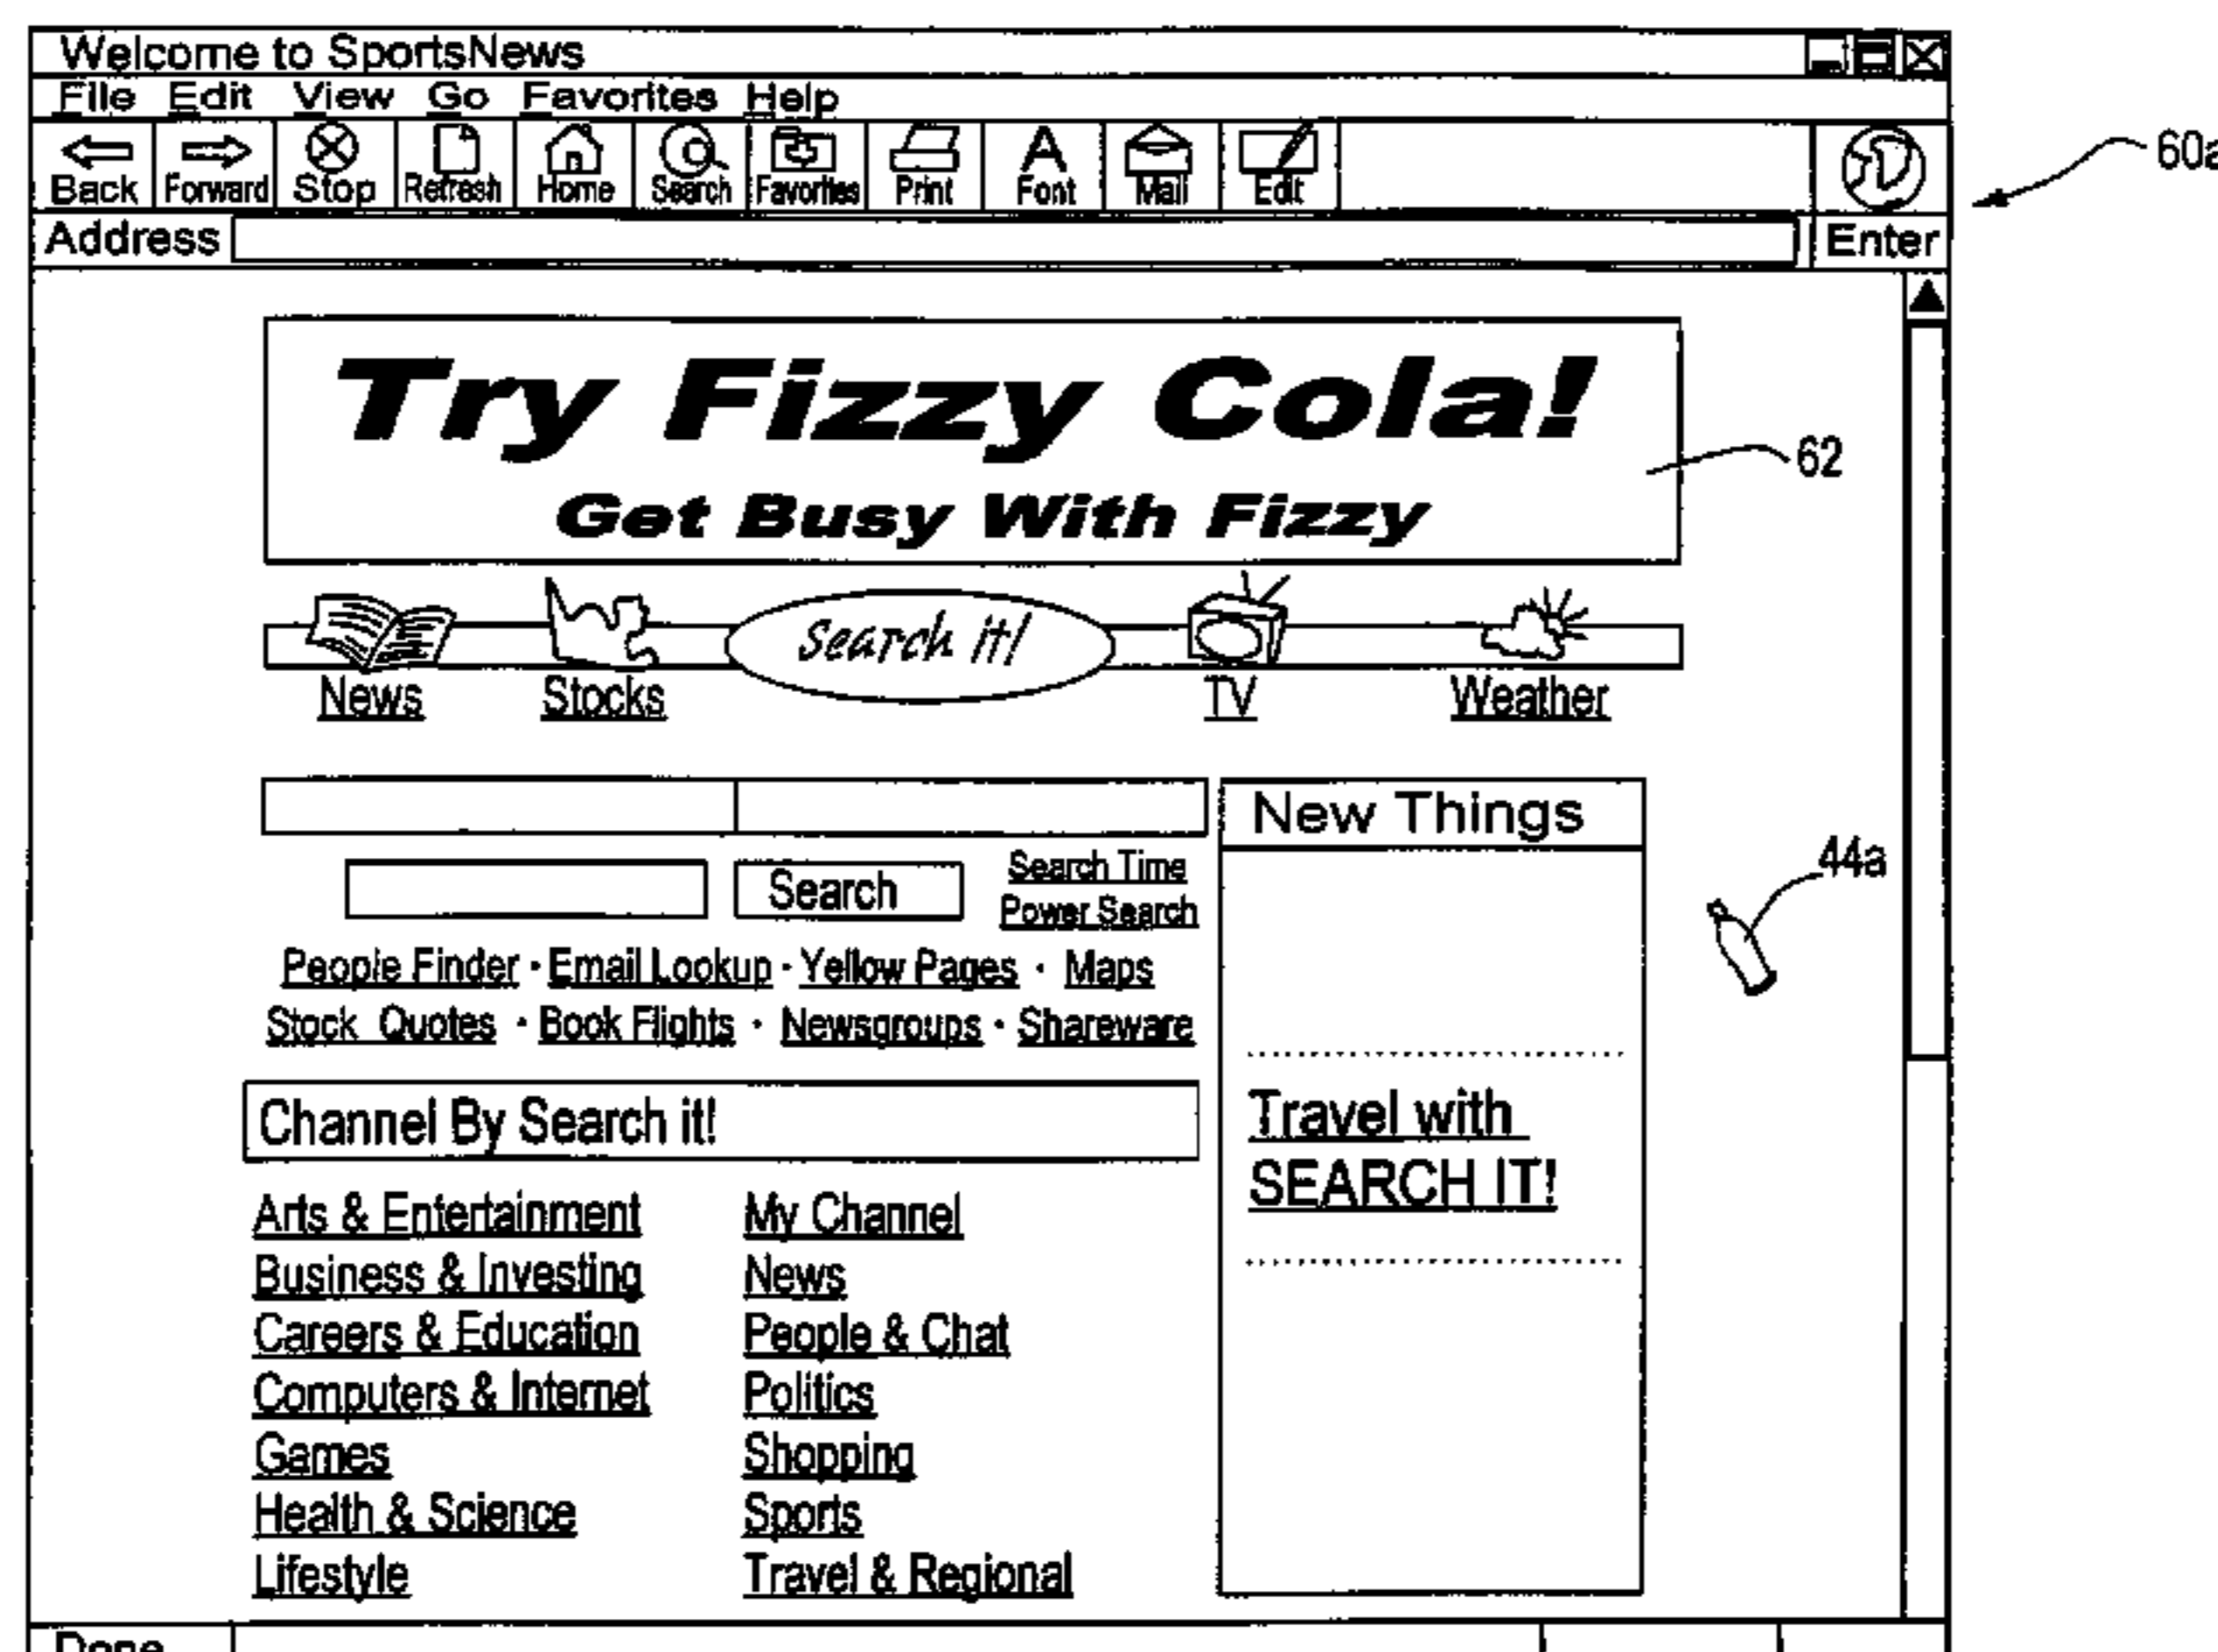 Welcome to SportsNews
File Edit View Go Favorites Help
Back Forward Stop Refresh Home Search Favorites Print Font Mail Edit
60a
Address Enter
Try Fizzy Cola!
62
Get Busy With Fizzy
Search it!
News Stocks TV Weather
New Things
Search Search Time
Power Search
44a
People Finder · Email Lookup · Yellow Pages · Maps
Stock Quotes · Book Flights · Newsgroups · Shareware
Channel By Search it!
Travel with
SEARCH IT!
Arts & Entertainment My Channel
Business & Investing News
Careers & Education People & Chat
Computers & Internet Politics
Games Shopping
Health & Science Sports
Lifestyle Travel & Regional
Done